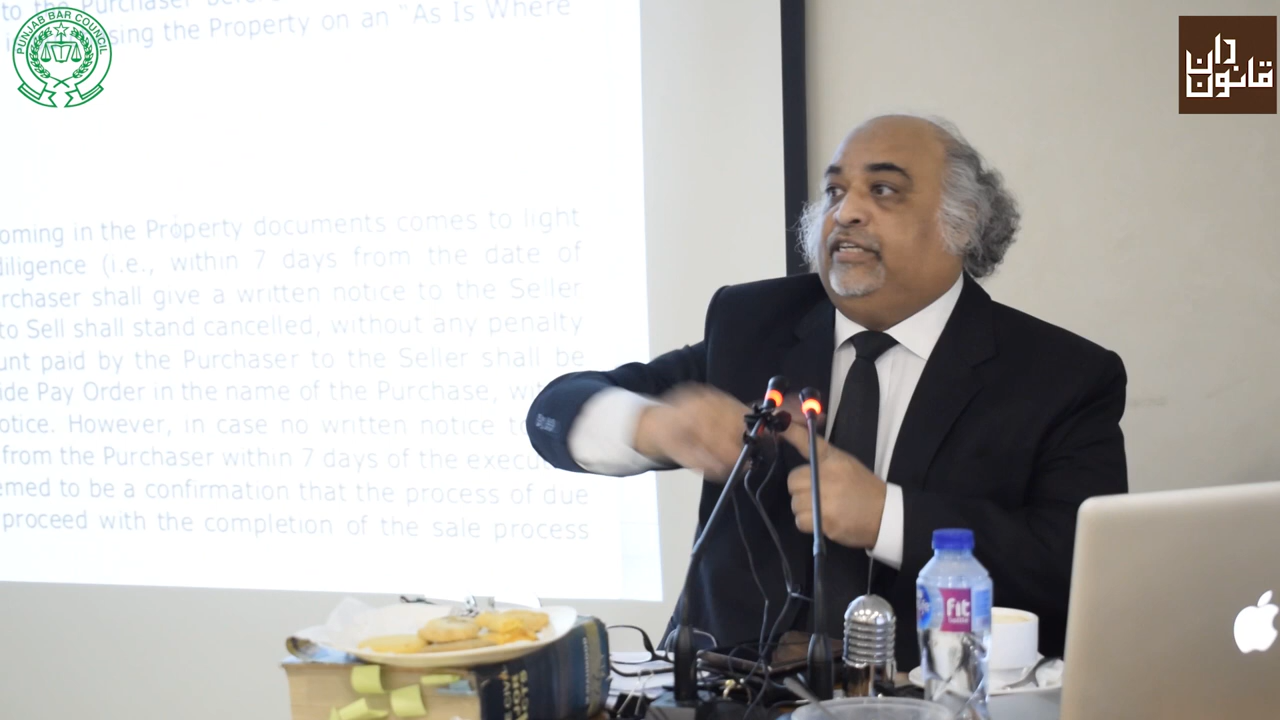 PUNJAB BAR COUNCIL
قانون دان
to the Purchaser
sing the Property on an "As Is Where
oming in the Property documents comes to light
diligence (i.e., within 7 days from the date of
urchaser shall give a written notice to the Seller
to Sell shall stand cancelled, without any penalty
unt paid by the Purchaser to the Seller shall be
ide Pay Order in the name of the Purchase,
otice. However, in case no written notice
from the Purchaser within 7 days of the
emed to be a confirmation that the process of due
proceed with the completion of the sale process
fit